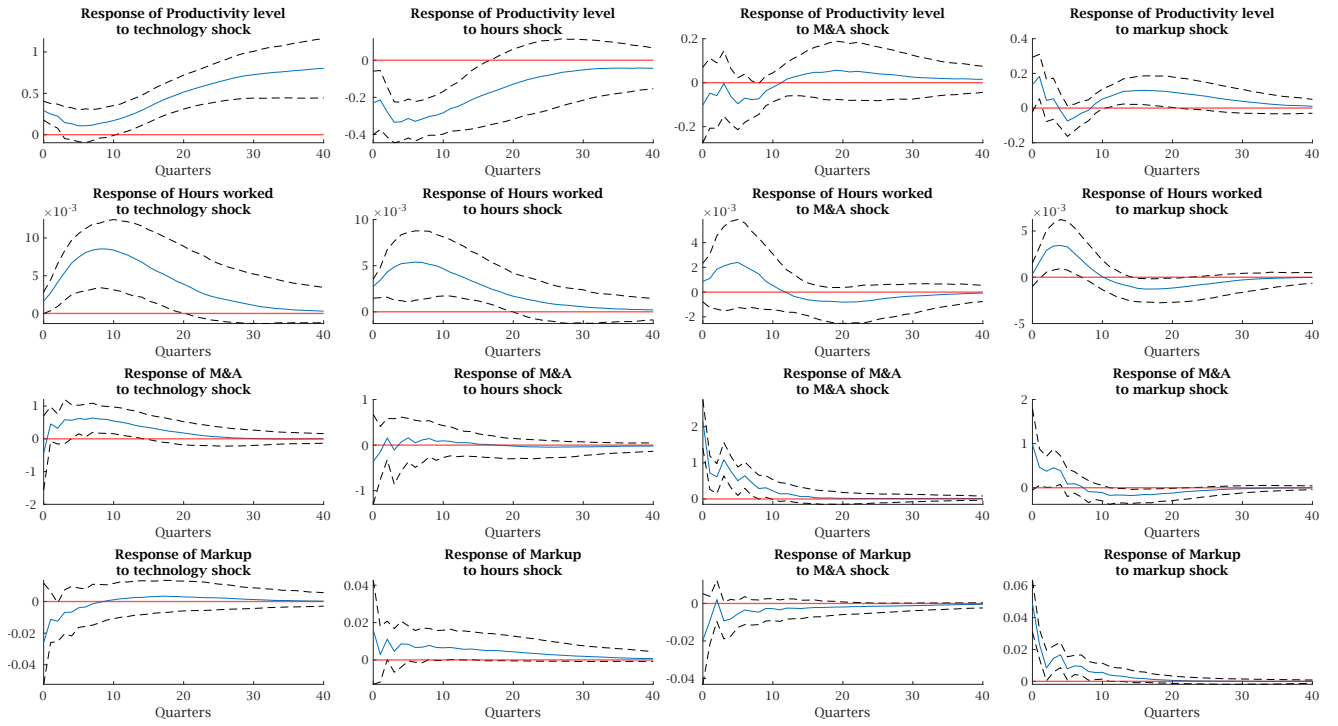 Response of Productivity level
to technology shock
1
0.5
0
0
10
20
30
40
Quarters
Response of Productivity level
to hours shock
0
-0.2
-0.4
0
10
20
30
40
Quarters
Response of Productivity level
to M&A shock
0.2
0
-0.2
0
10
20
30
40
Quarters
Response of Productivity level
to markup shock
0.4
0.2
0
-0.2
0
10
20
30
40
Quarters
Response of Hours worked
to technology shock
×10⁻³
10
5
0
0
10
20
30
40
Quarters
Response of Hours worked
to hours shock
×10⁻³
10
5
0
0
10
20
30
40
Quarters
Response of Hours worked
to M&A shock
×10⁻³
4
2
0
-2
0
10
20
30
40
Quarters
Response of Hours worked
to markup shock
×10⁻³
5
0
-5
0
10
20
30
40
Quarters
Response of M&A
to technology shock
1
0
-1
-2
0
10
20
30
40
Quarters
Response of M&A
to hours shock
1
0
-1
0
10
20
30
40
Quarters
Response of M&A
to M&A shock
2
1
0
0
10
20
30
40
Quarters
Response of M&A
to markup shock
2
1
0
0
10
20
30
40
Quarters
Response of Markup
to technology shock
0
-0.02
-0.04
0
10
20
30
40
Quarters
Response of Markup
to hours shock
0.04
0.02
0
0
10
20
30
40
Quarters
Response of Markup
to M&A shock
0
-0.02
-0.04
0
10
20
30
40
Quarters
Response of Markup
to markup shock
0.06
0.04
0.02
0
0
10
20
30
40
Quarters